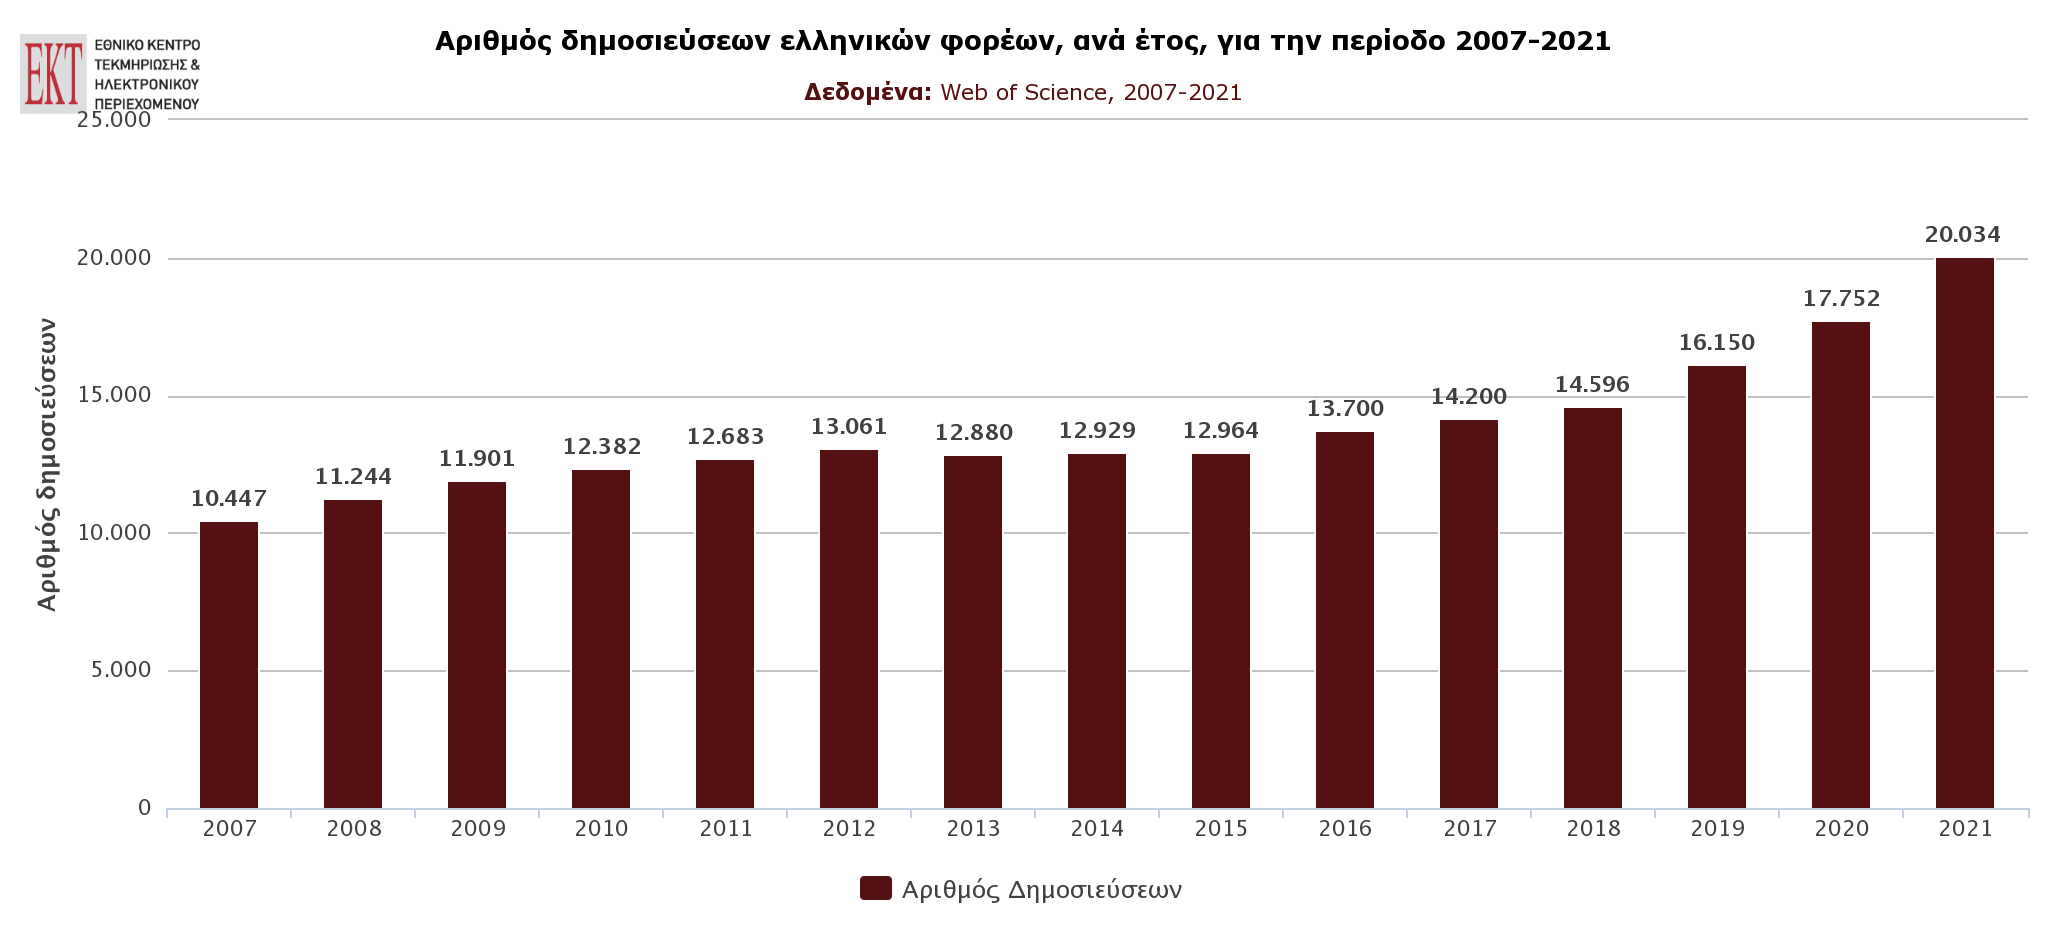 ΕΚΤ
ΕΘΝΙΚΟ ΚΕΝΤΡΟ
ΤΕΚΜΗΡΙΩΣΗΣ &
ΗΛΕΚΤΡΟΝΙΚΟΥ
ΠΕΡΙΕΧΟΜΕΝΟΥ
Αριθμός δημοσιεύσεων ελληνικών φορέων, ανά έτος, για την περίοδο 2007-2021
Δεδομένα: Web of Science, 2007-2021
Αριθμός δημοσιεύσεων
25.000
20.000
15.000
10.000
5.000
0
10.447
11.244
11.901
12.382
12.683
13.061
12.880
12.929
12.964
13.700
14.200
14.596
16.150
17.752
20.034
2007 2008 2009 2010 2011 2012 2013 2014 2015 2016 2017 2018 2019 2020 2021
Αριθμός Δημοσιεύσεων